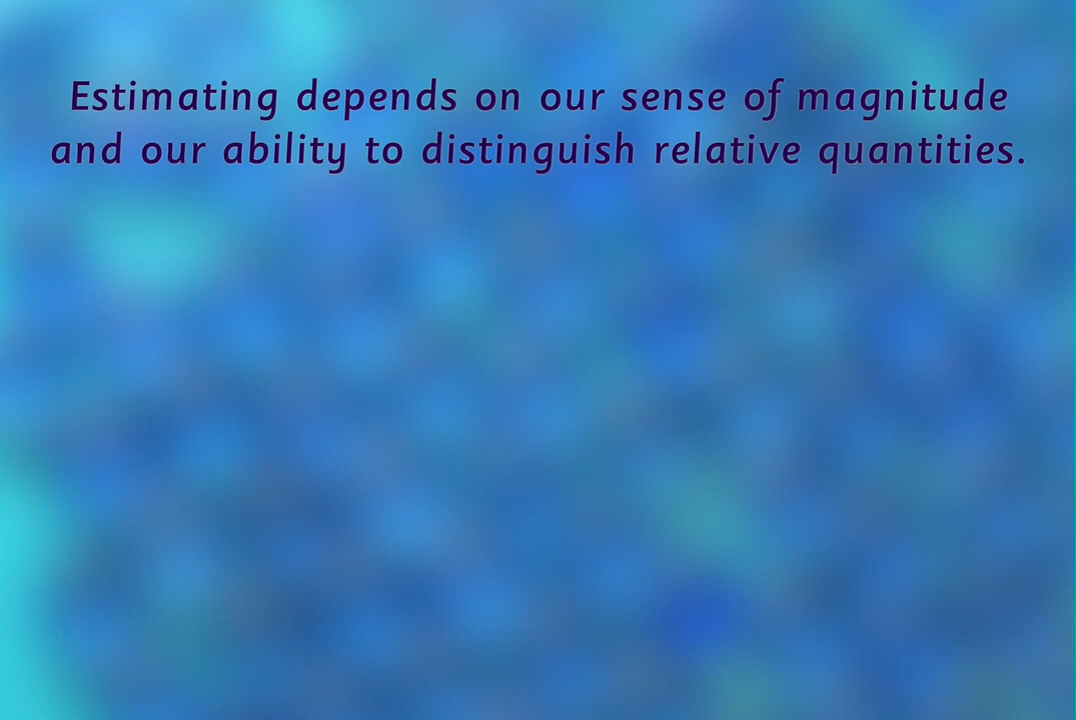 Estimating depends on our sense of magnitude
and our ability to distinguish relative quantities.